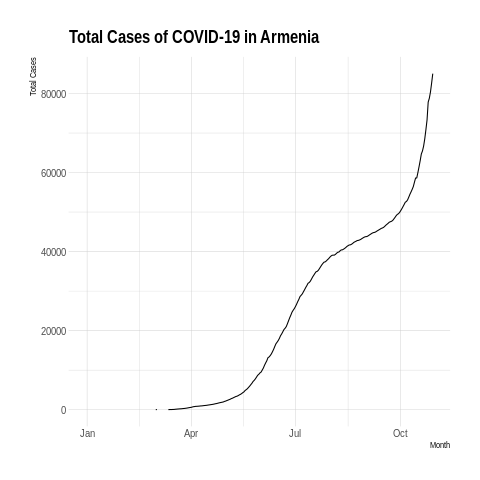 Total Cases of COVID-19 in Armenia
Total Cases
80000
60000
40000
20000
0
Jan Apr Jul Oct
Month